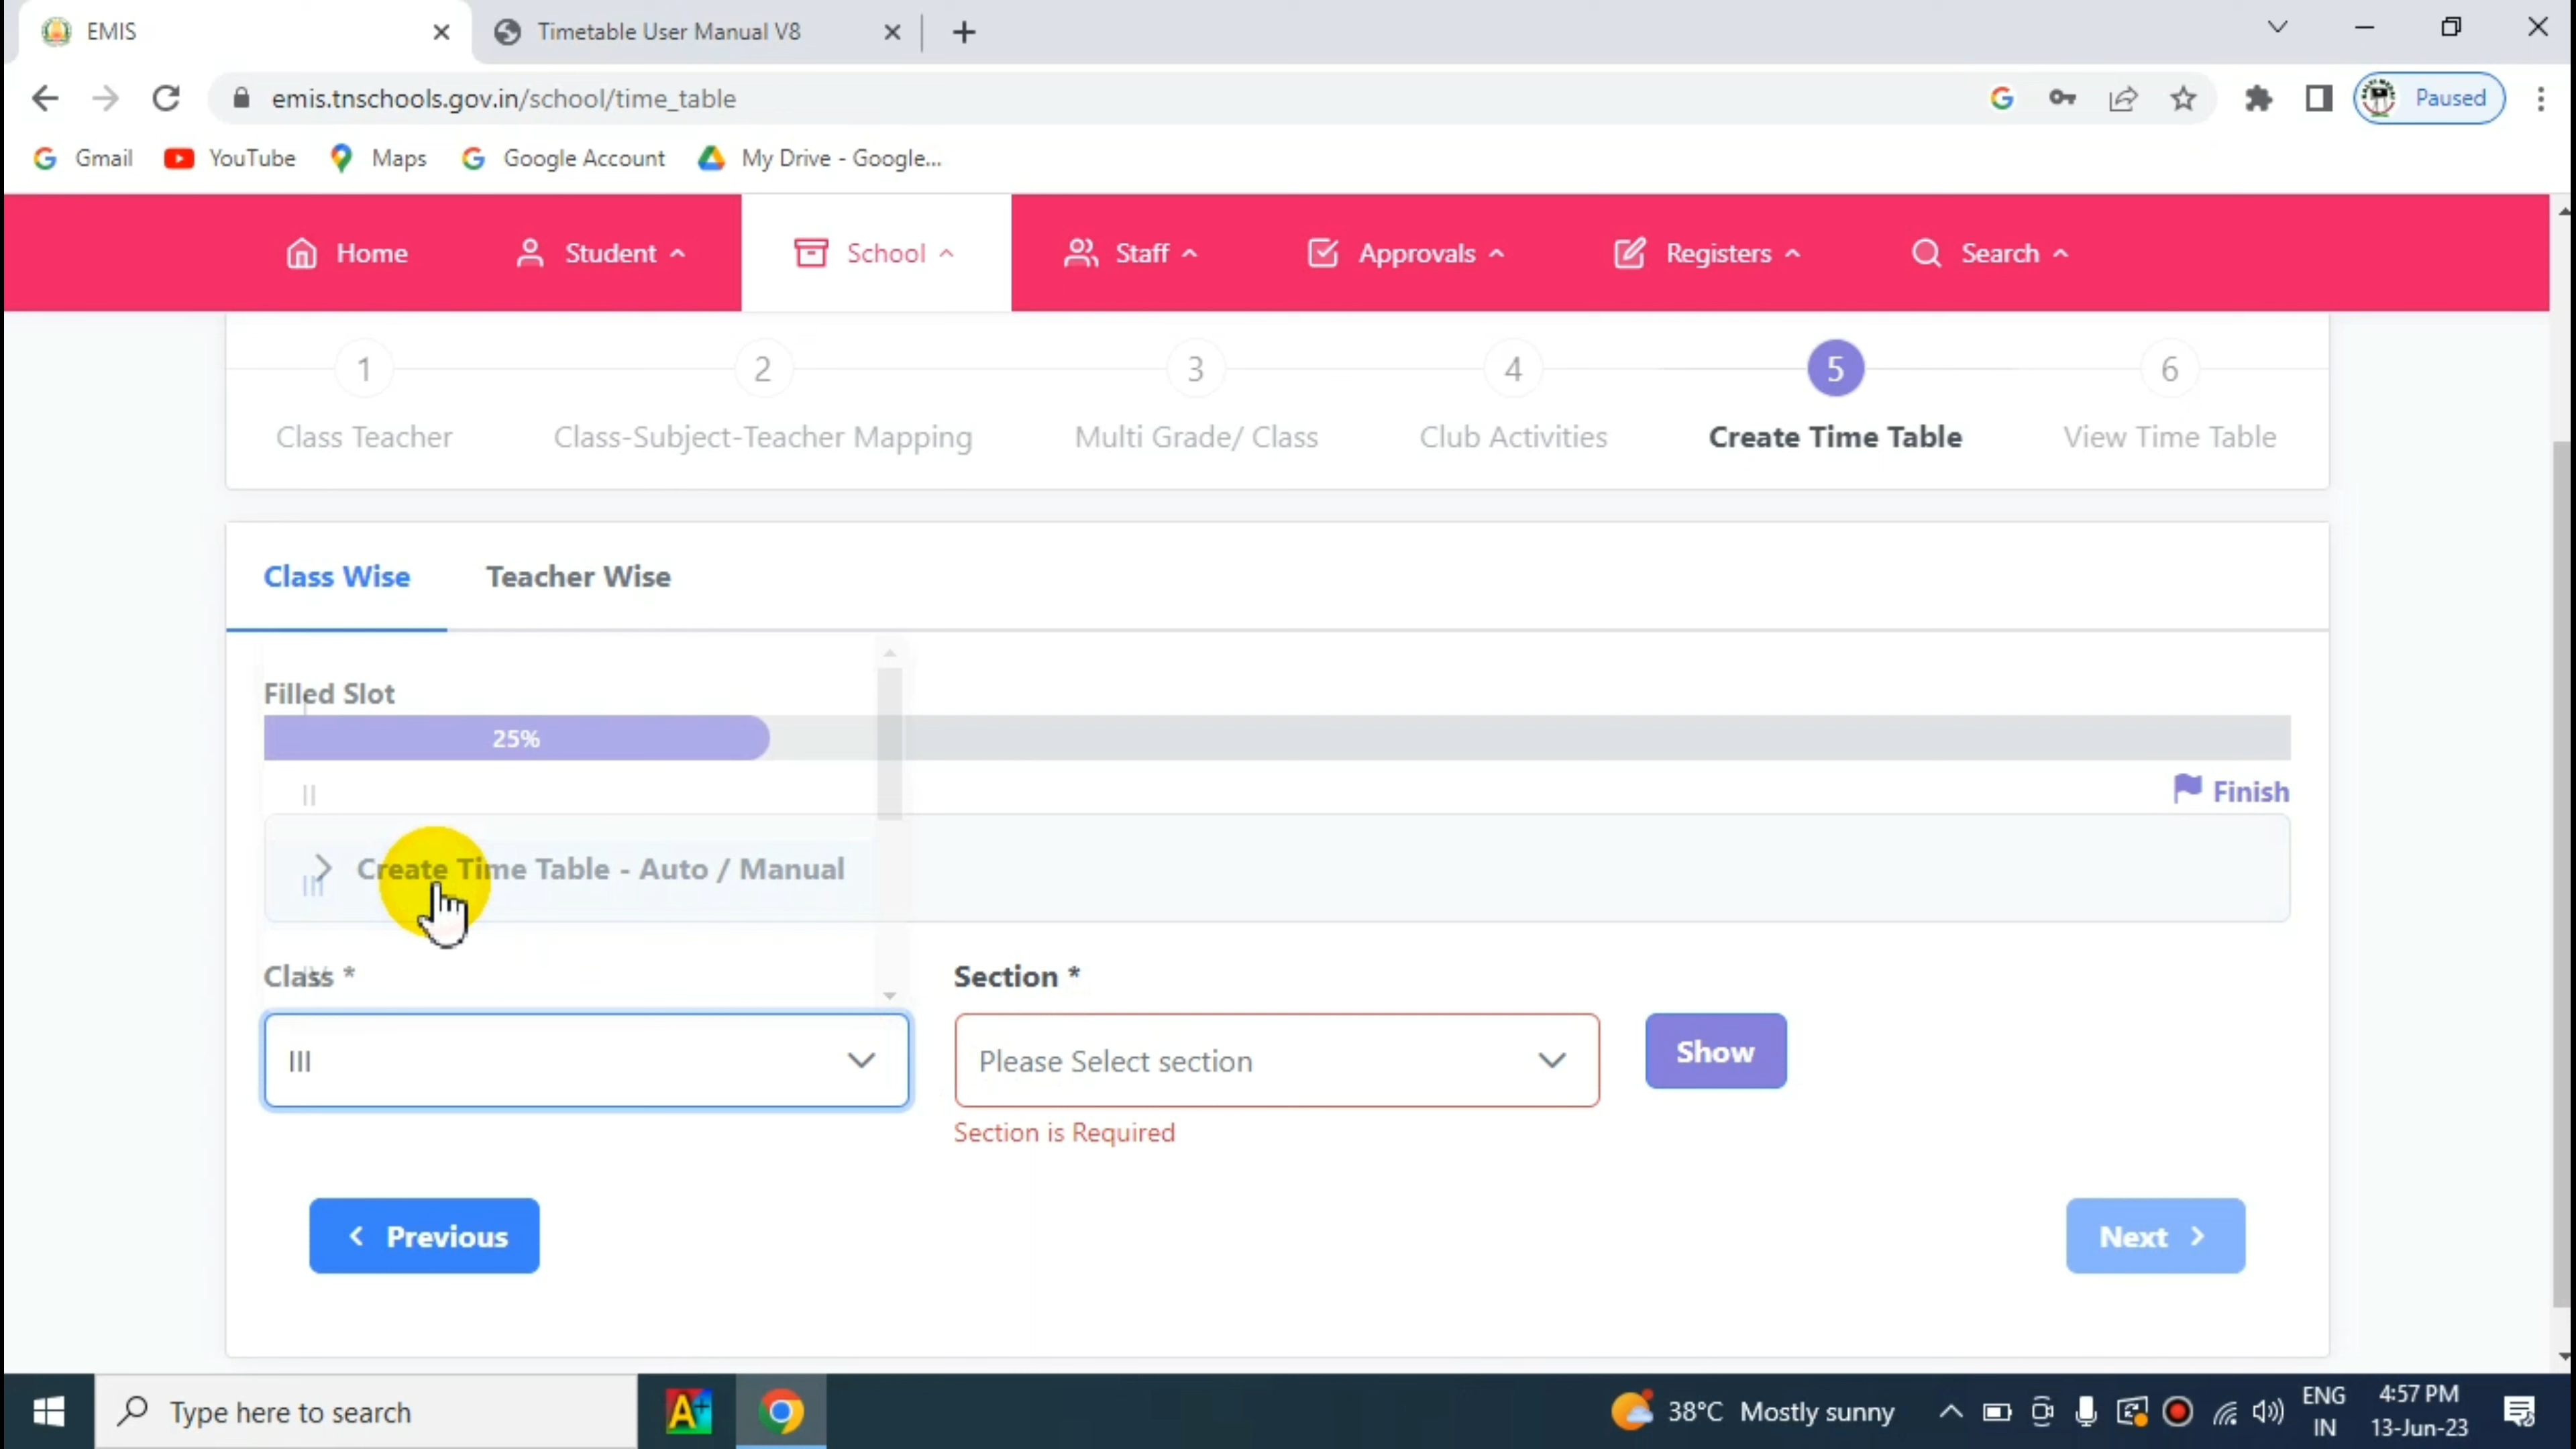 EMIS
Timetable User Manual V8
emis.tnschools.gov.in/school/time_table
Paused
Gmail
YouTube
Maps
Google Account
My Drive - Google...
Home
Student
School
Staff
Approvals
Registers
Search
1
2
3
4
5
6
Class Teacher
Class-Subject-Teacher Mapping
Multi Grade/ Class
Club Activities
Create Time Table
View Time Table
Class Wise
Teacher Wise
Filled Slot
I
25%
II
Finish
Create Time Table - Auto / Manual
III
Class *
Section *
III
Please Select section
Show
Section is Required
Previous
Next
Type here to search
38°C Mostly sunny
ENG
IN
4:57 PM
13-Jun-23